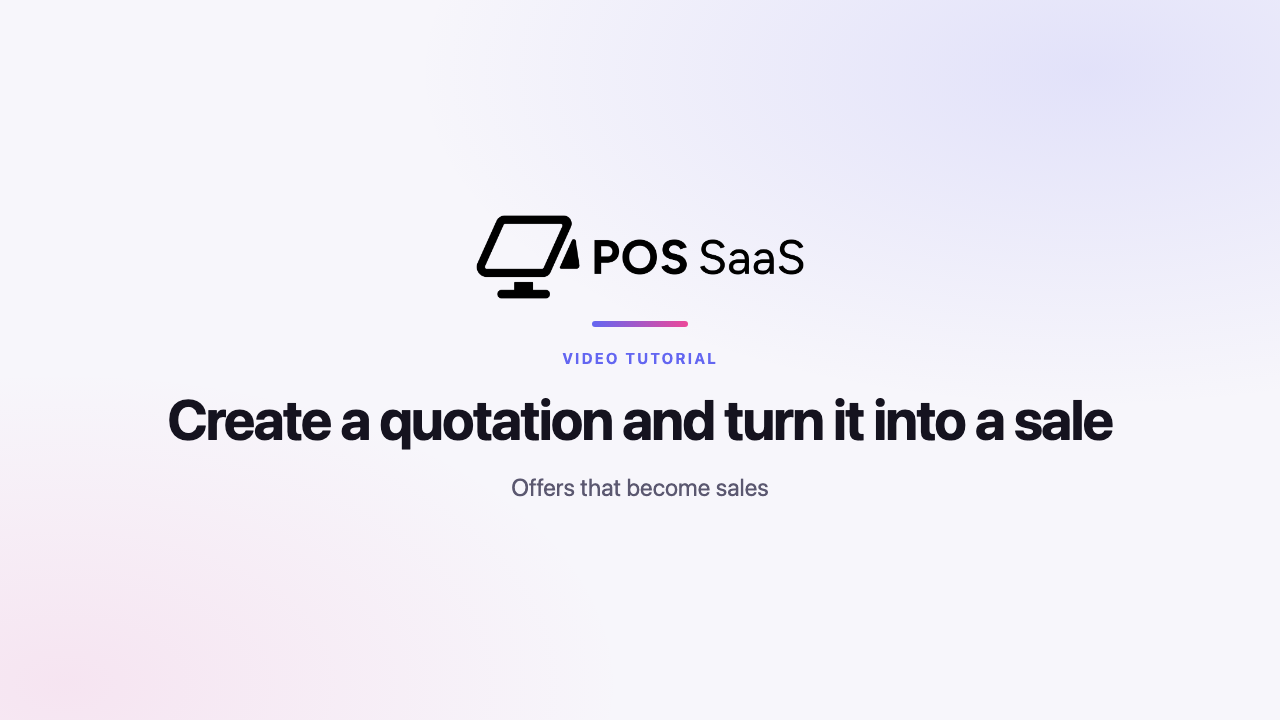 POS SaaS
VIDEO TUTORIAL
Create a quotation and turn it into a sale
Offers that become sales